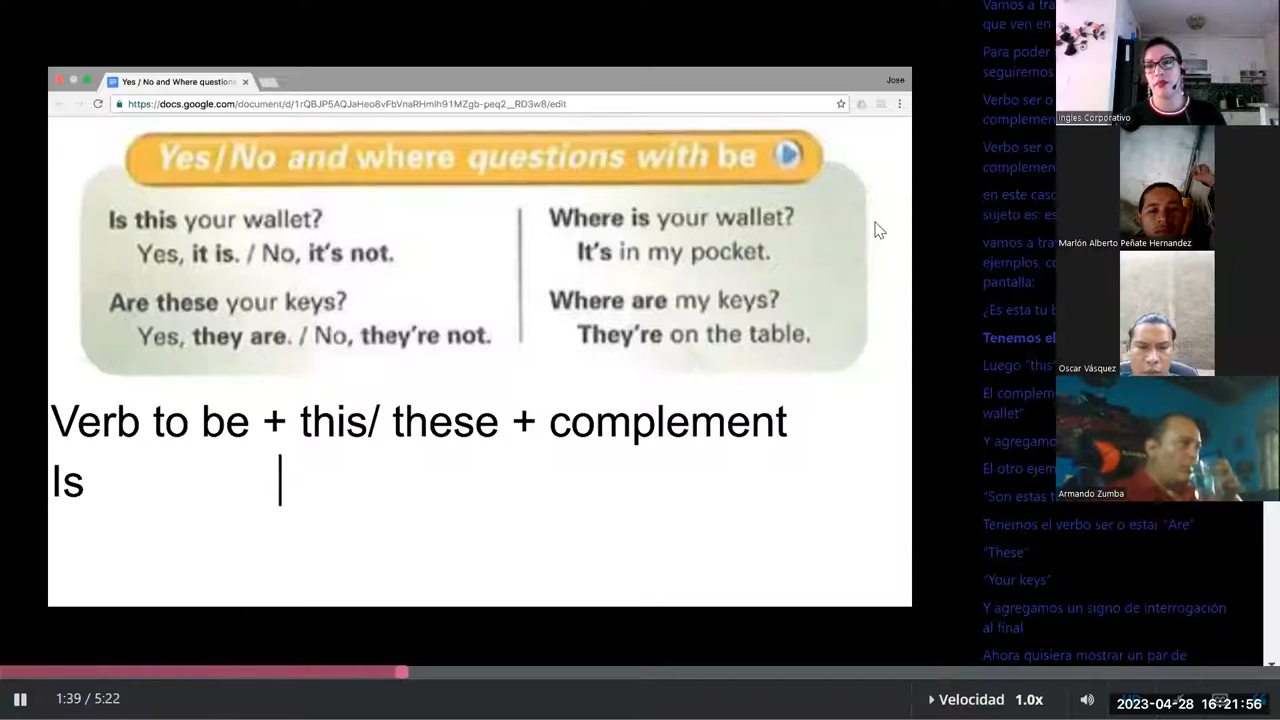 Yes / No and Where questions
Jose
https://docs.google.com/document/d/1rQBJP5AQJaHeo8vFbVnaRHmlh91MZgb-peq2__RD3w8/edit
Yes/No and where questions with be
Is this your wallet?
Yes, it is. / No, it's not.
Are these your keys?
Yes, they are. / No, they're not.
Where is your wallet?
It's in my pocket.
Where are my keys?
They're on the table.
Verb to be + this/ these + complement
Is
Vamos a tra
que ven en
Para poder
seguiremos
Verbo ser o
complemen
Verbo ser o
complemen
en este caso
sujeto es: es
vamos a tra
ejemplos, co
pantalla:
¿Es esta tu b
Tenemos el
Luego "this"
El complem
wallet"
Y agregamo
El otro ejem
"Son estas t
Tenemos el verbo ser o estar "Are"
"These"
"Your keys"
Y agregamos un signo de interrogación
al final
Ahora quisiera mostrar un par de
Ingles Corporativo
Marlón Alberto Peñate Hernandez
Oscar Vásquez
Armando Zumba
1:39 / 5:22
Velocidad 1.0x
2023-04-28 16:21:56